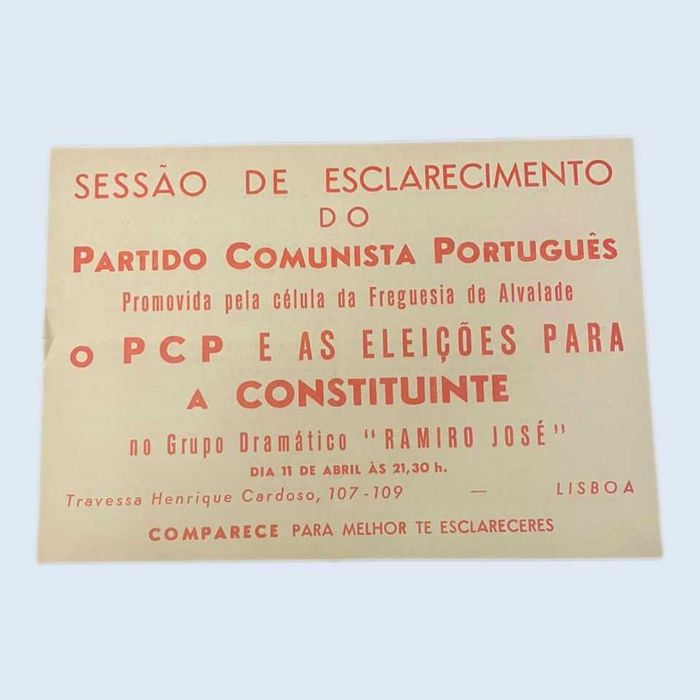 SESSÃO DE ESCLARECIMENTO
DO
PARTIDO COMUNISTA PORTUGUÊS
Promovida pela célula da Freguesia de Alvalade
O PCP E AS ELEIÇÕES PARA
A CONSTITUINTE
no Grupo Dramático "RAMIRO JOSÉ"
DIA 11 DE ABRIL ÀS 21,30 h.
Travessa Henrique Cardoso, 107-109 — LISBOA
COMPARECE PARA MELHOR TE ESCLARECERES